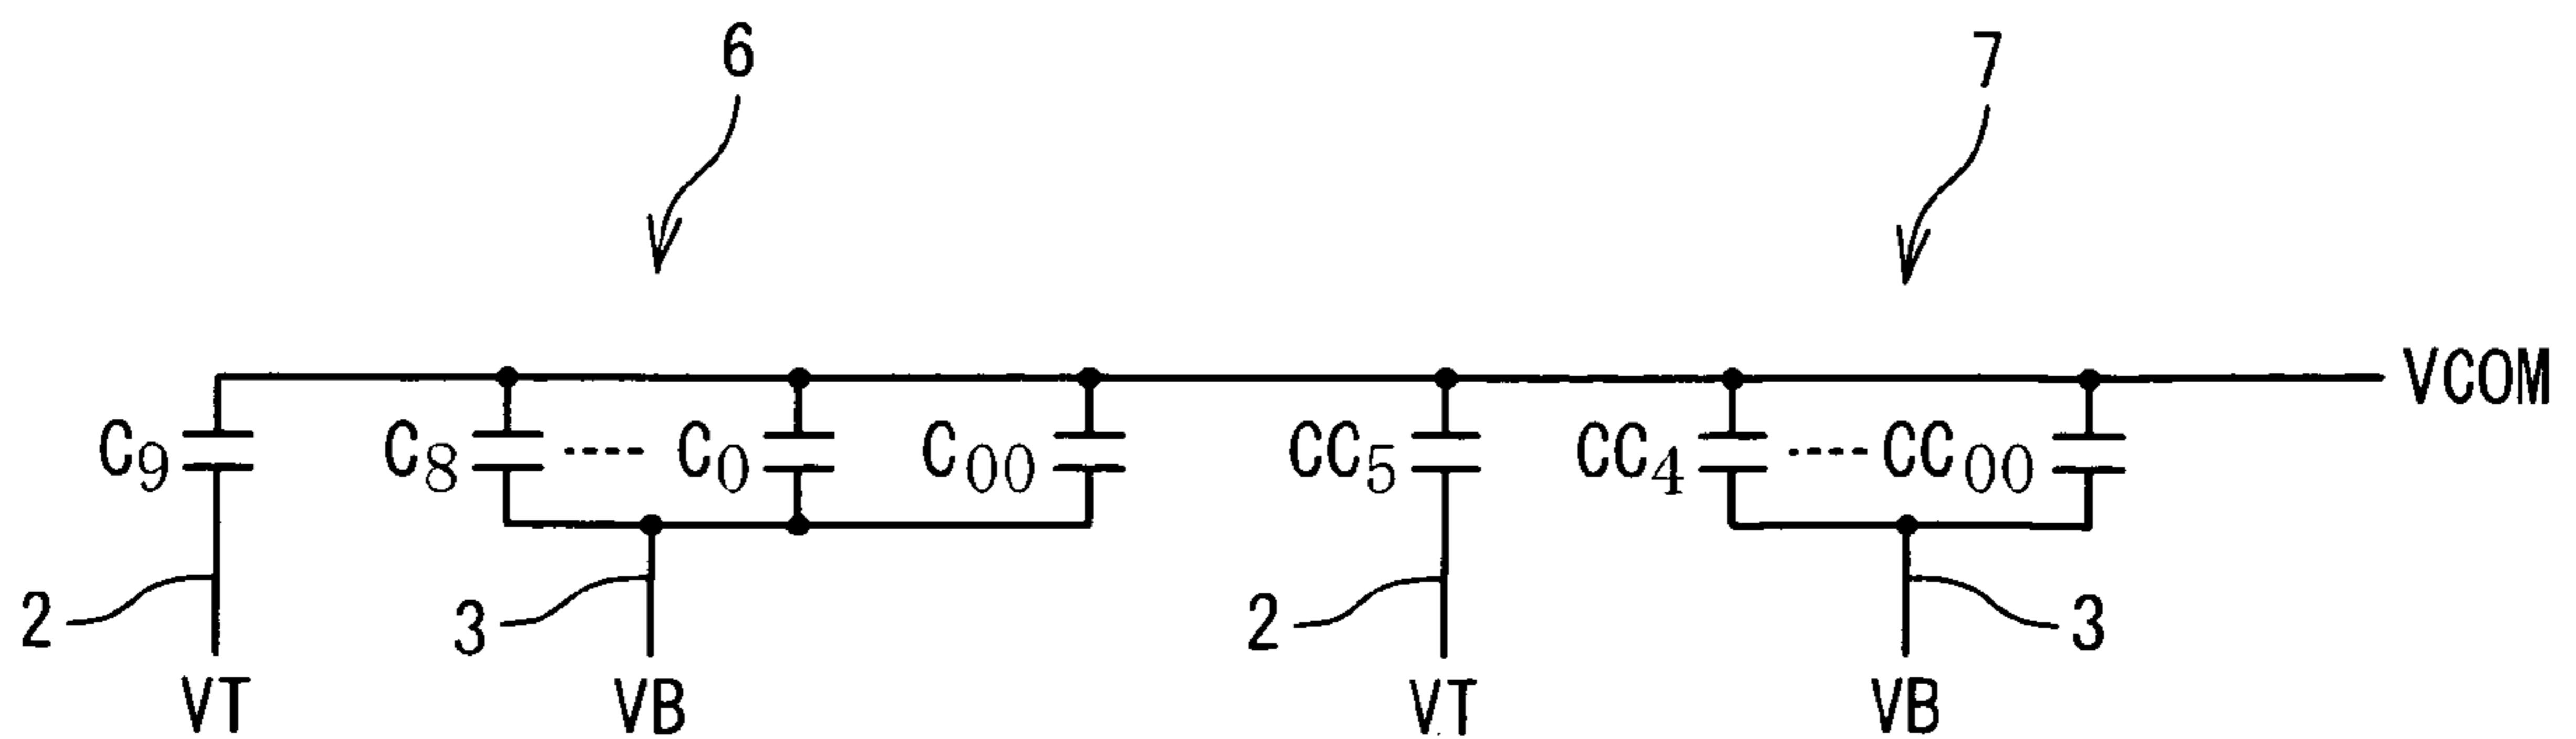 6 7
VCOM
C9 C8 ---- C0 C00 CC5 CC4 ---- CC00
2 3 2 3
VT VB VT VB